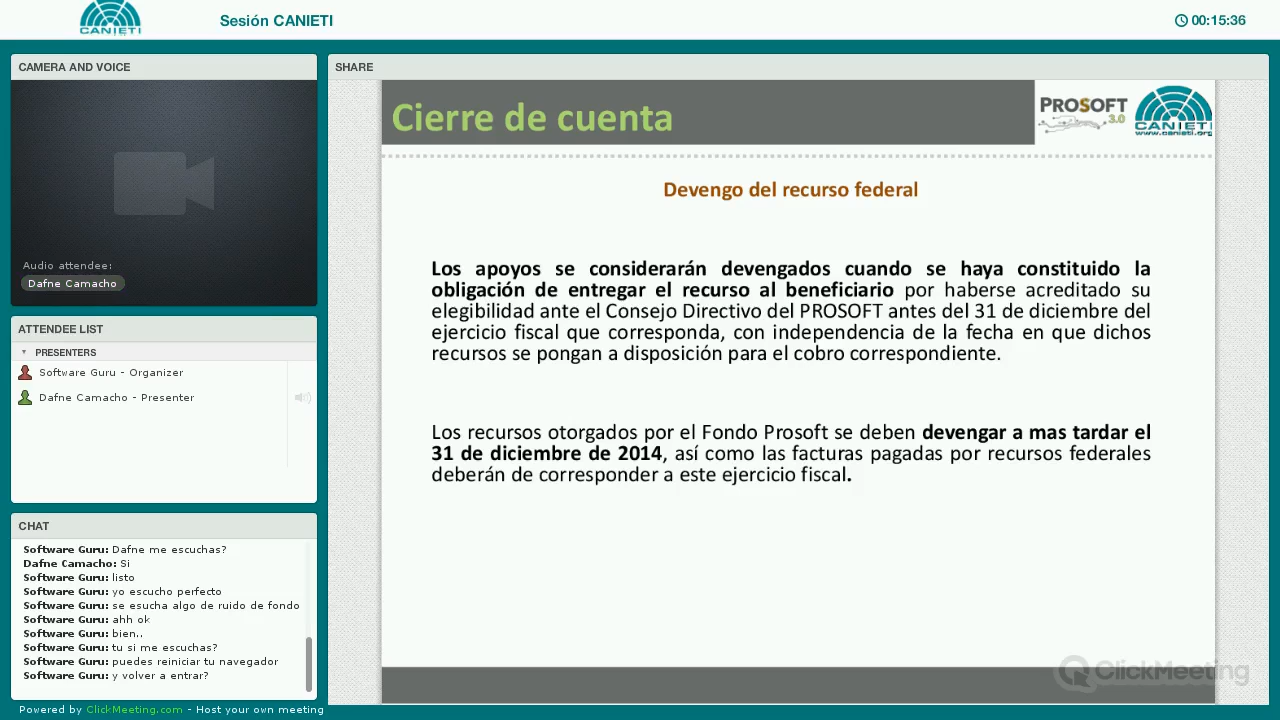 CANIETI
Sesión CANIETI
00:15:36
CAMERA AND VOICE
Audio attendee:
Dafne Camacho
ATTENDEE LIST
PRESENTERS
Software Guru - Organizer
Dafne Camacho - Presenter
CHAT
Software Guru: Dafne me escuchas?
Dafne Camacho: Si
Software Guru: listo
Software Guru: yo escucho perfecto
Software Guru: se esucha algo de ruido de fondo
Software Guru: ahh ok
Software Guru: bien..
Software Guru: tu si me escuchas?
Software Guru: puedes reiniciar tu navegador
Software Guru: y volver a entrar?
Powered by ClickMeeting.com - Host your own meeting
SHARE
Cierre de cuenta
PROSOFT
3.0
CANIETI
www.canieti.org
Devengo del recurso federal
Los apoyos se considerarán devengados cuando se haya constituido la
obligación de entregar el recurso al beneficiario por haberse acreditado su
elegibilidad ante el Consejo Directivo del PROSOFT antes del 31 de diciembre del
ejercicio fiscal que corresponda, con independencia de la fecha en que dichos
recursos se pongan a disposición para el cobro correspondiente.
Los recursos otorgados por el Fondo Prosoft se deben devengar a mas tardar el
31 de diciembre de 2014, así como las facturas pagadas por recursos federales
deberán de corresponder a este ejercicio fiscal.
ClickMeeting